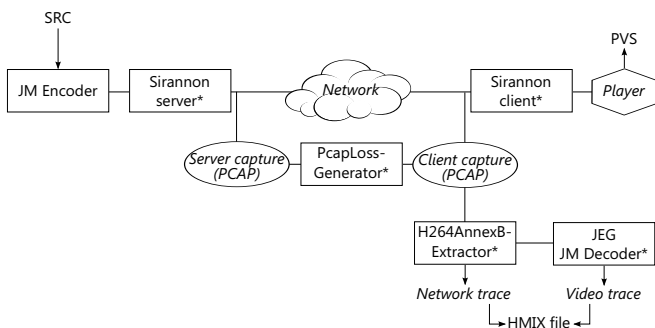 SRC
PVS
JM Encoder
Sirannon
server*
Network
Sirannon
client*
Player
Server capture
(PCAP)
PcapLoss-
Generator*
Client capture
(PCAP)
H264AnnexB-
Extractor*
JEG
JM Decoder*
Network trace
Video trace
HMIX file